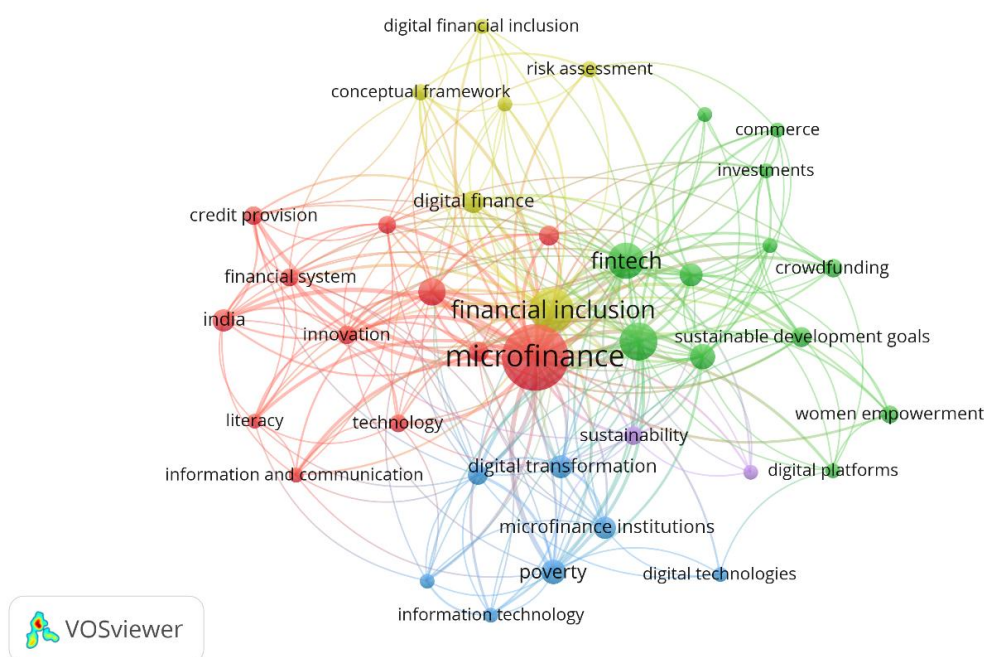 digital financial inclusion
risk assessment
conceptual framework
commerce
investments
digital finance
credit provision
fintech
crowdfunding
financial system
financial inclusion
india
innovation
sustainable development goals
microfinance
women empowerment
literacy
technology
sustainability
digital transformation
digital platforms
information and communication
microfinance institutions
poverty
digital technologies
information technology
VOSviewer